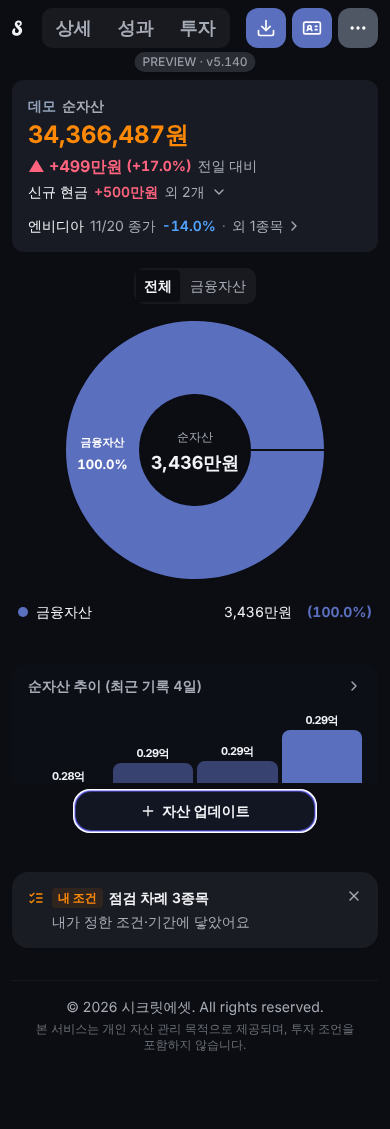 S
상세 성과 투자
PREVIEW · v5.140
데모 순자산
34,366,487원
▲ +499만원 (+17.0%) 전일 대비
신규 현금 +500만원 외 2개
엔비디아 11/20 종가 -14.0% · 외 1종목
전체 금융자산
금융자산
100.0%
순자산
3,436만원
금융자산 3,436만원 (100.0%)
순자산 추이 (최근 기록 4일)
0.28억 0.29억 0.29억 0.29억
+ 자산 업데이트
내 조건 점검 차례 3종목
내가 정한 조건·기간에 닿았어요
© 2026 시크릿에셋. All rights reserved.
본 서비스는 개인 자산 관리 목적으로 제공되며, 투자 조언을
포함하지 않습니다.